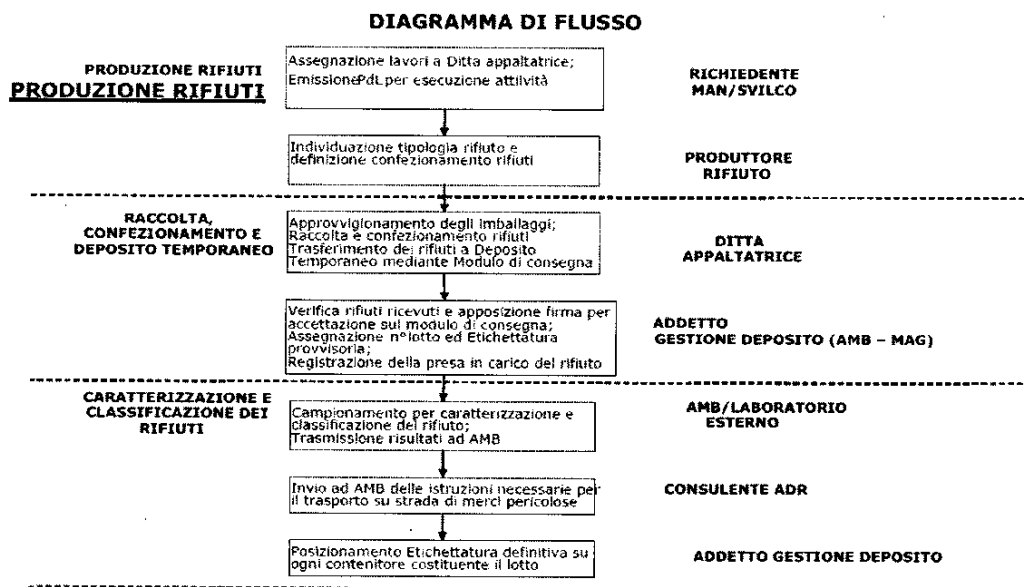 DIAGRAMMA DI FLUSSO
PRODUZIONE RIFIUTI
PRODUZIONE RIFIUTI
Assegnazione lavori a Ditta appaltatrice;
EmissionePdL per esecuzione attività
RICHIEDENTE
MAN/SVILCO
Individuazione tipologia rifiuto e
definizione confezionamento rifiuti
PRODUTTORE
RIFIUTO
RACCOLTA,
CONFEZIONAMENTO E
DEPOSITO TEMPORANEO
Approvvigionamento degli imballaggi;
Raccolta e confezionamento rifiuti
Trasferimento dei rifiuti a Deposito
Temporaneo mediante Modulo di consegna
DITTA
APPALTATRICE
Verifica rifiuti ricevuti e apposizione firma per
accettazione sul modulo di consegna;
Assegnazione n°lotto ed Etichettatura
provvisoria;
Registrazione della presa in carico del rifiuto
ADDETTO
GESTIONE DEPOSITO (AMB – MAG)
CARATTERIZZAZIONE E
CLASSIFICAZIONE DEI
RIFIUTI
Campionamento per caratterizzazione e
classificazione del rifiuto;
Trasmissione risultati ad AMB
AMB/LABORATORIO
ESTERNO
Invio ad AMB delle istruzioni necessarie per
il trasporto su strada di merci pericolose
CONSULENTE ADR
Posizionamento Etichettatura definitiva su
ogni contenitore costituente il lotto
ADDETTO GESTIONE DEPOSITO